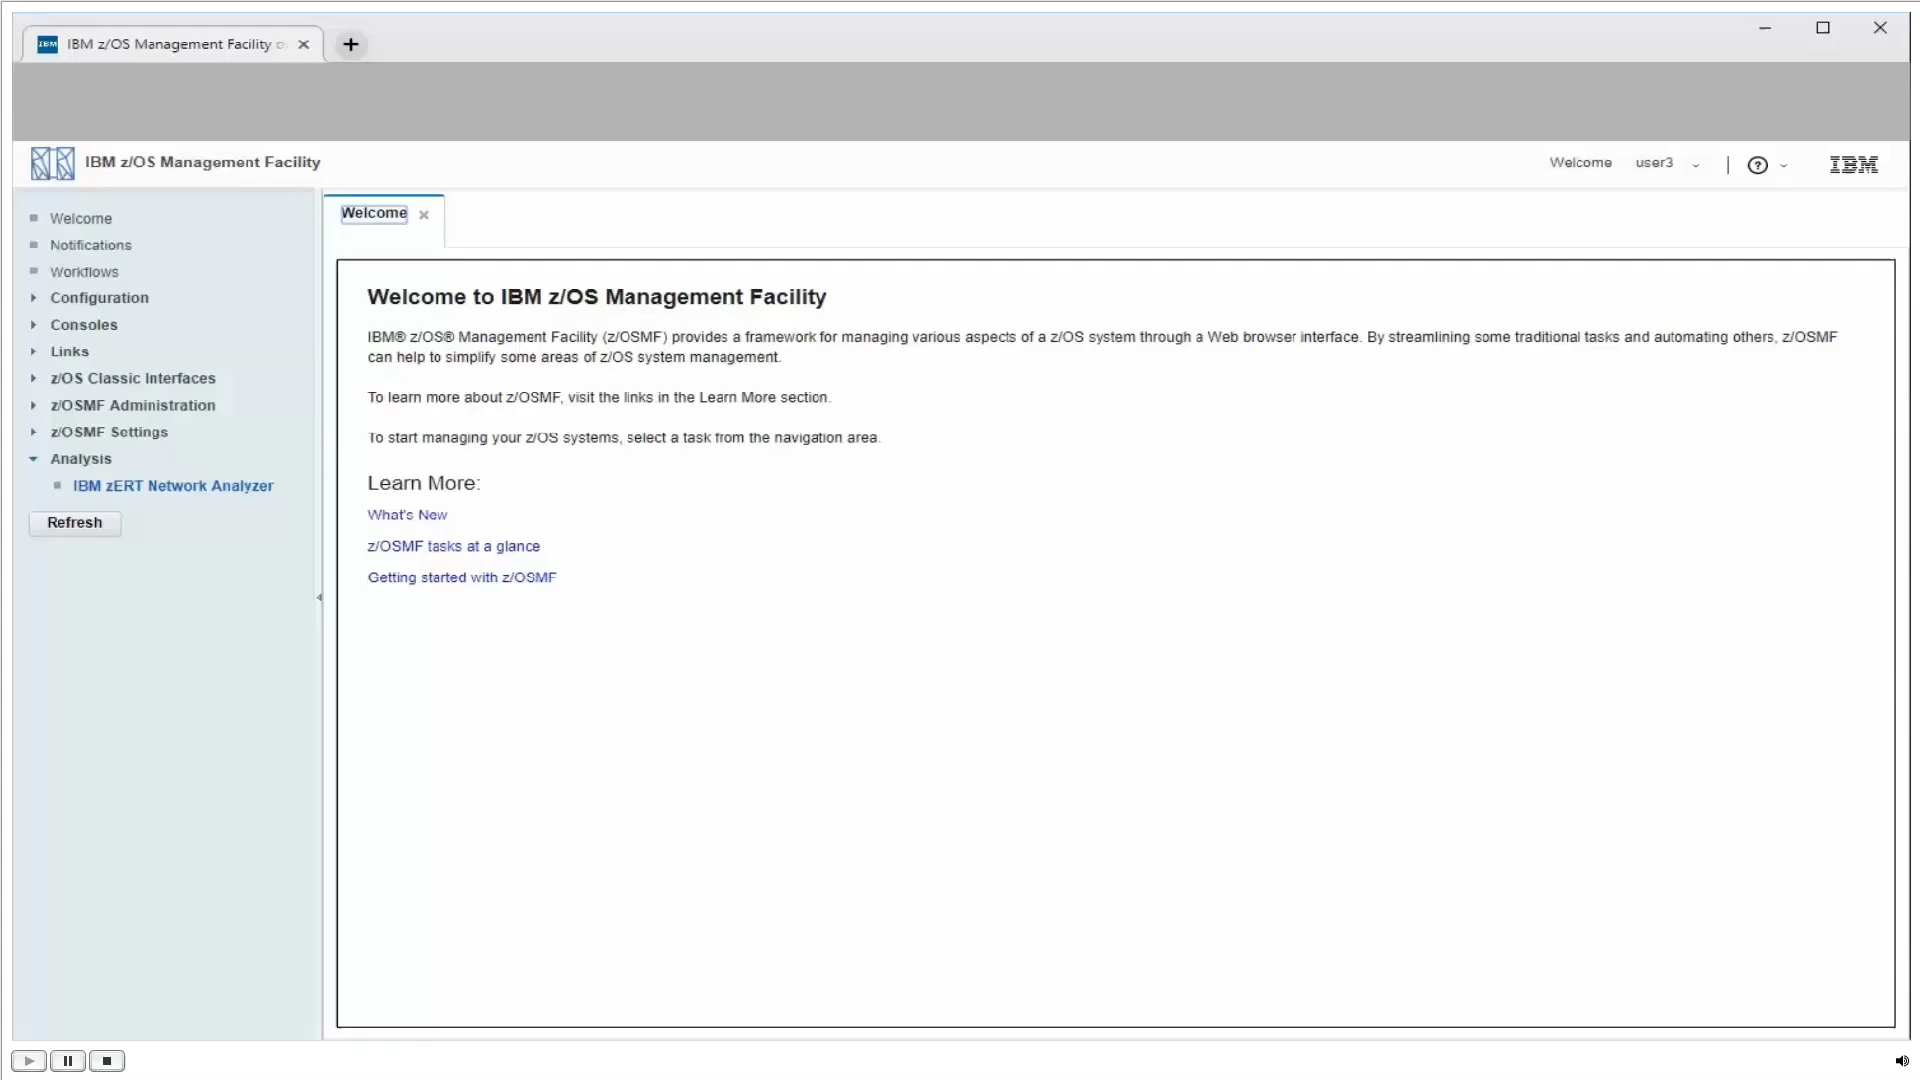 IBM IBM z/OS Management Facility
IBM z/OS Management Facility
Welcome user3
IBM
Welcome
Notifications
Workflows
Configuration
Consoles
Links
z/OS Classic Interfaces
z/OSMF Administration
z/OSMF Settings
Analysis
IBM zERT Network Analyzer
Refresh
Welcome
Welcome to IBM z/OS Management Facility
IBM® z/OS® Management Facility (z/OSMF) provides a framework for managing various aspects of a z/OS system through a Web browser interface. By streamlining some traditional tasks and automating others, z/OSMF
can help to simplify some areas of z/OS system management.
To learn more about z/OSMF, visit the links in the Learn More section.
To start managing your z/OS systems, select a task from the navigation area.
Learn More:
What's New
z/OSMF tasks at a glance
Getting started with z/OSMF